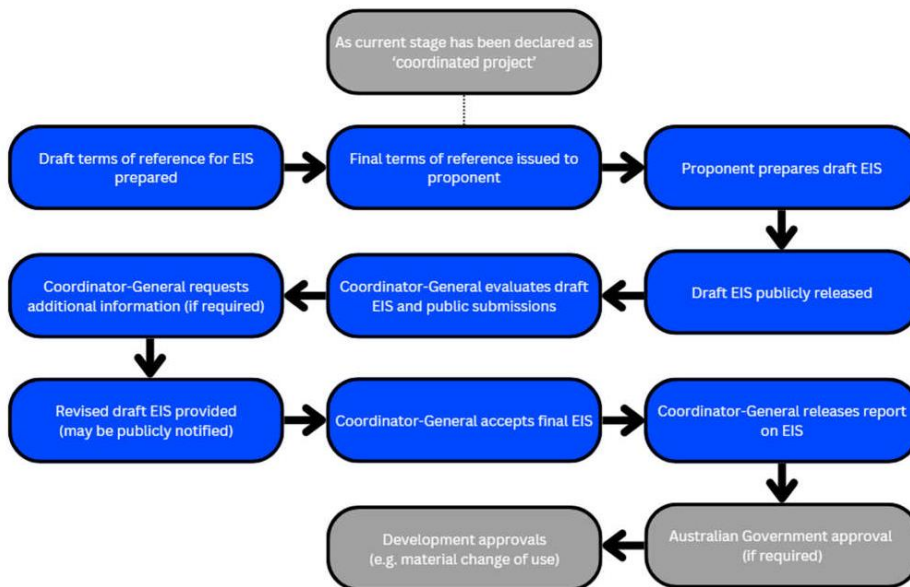 As current stage has been declared as
‘coordinated project’
Draft terms of reference for EIS
prepared
Final terms of reference issued to
proponent
Proponent prepares draft EIS
Draft EIS publicly released
Coordinator-General evaluates draft
EIS and public submissions
Coordinator-General requests
additional information (if required)
Revised draft EIS provided
(may be publicly notified)
Coordinator-General accepts final EIS
Coordinator-General releases report
on EIS
Australian Government approval
(if required)
Development approvals
(e.g. material change of use)